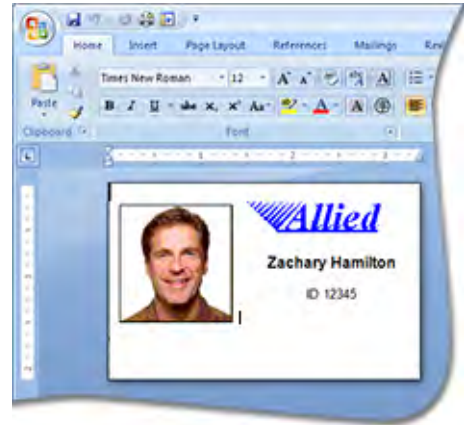 Home Insert Page Layout References Mailings
Times New Roman 12
Paste
Clipboard Font
Allied
Zachary Hamilton
ID 12345